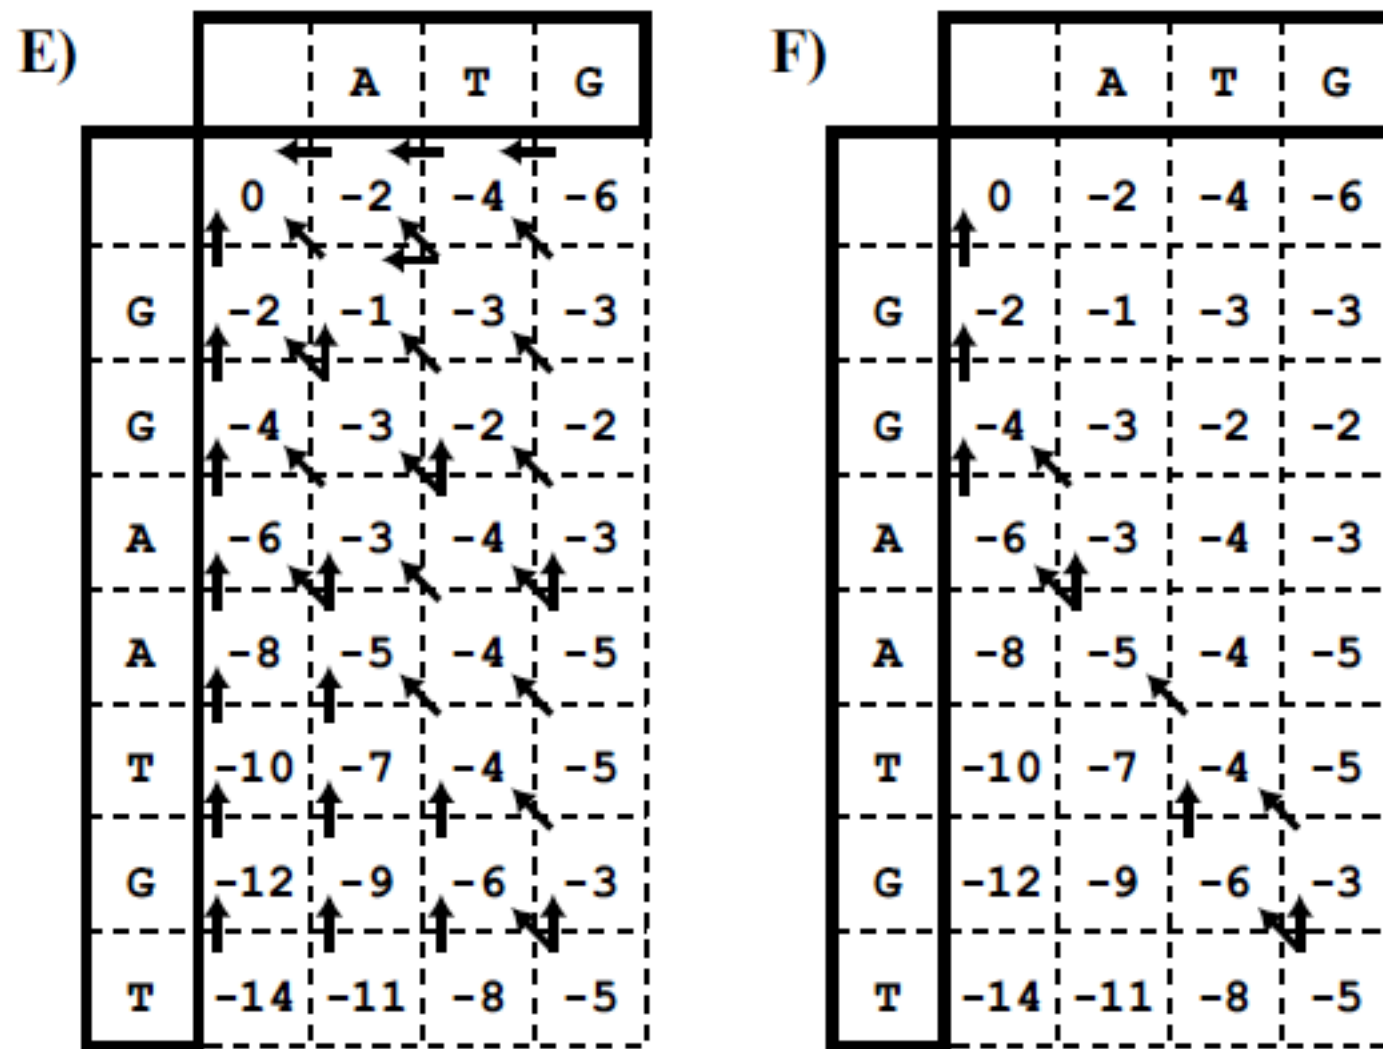 E) A T G F) A T G
0 -2 -4 -6 0 -2 -4 -6
G -2 -1 -3 -3 G -2 -1 -3 -3
G -4 -3 -2 -2 G -4 -3 -2 -2
A -6 -3 -4 -3 A -6 -3 -4 -3
A -8 -5 -4 -5 A -8 -5 -4 -5
T -10 -7 -4 -5 T -10 -7 -4 -5
G -12 -9 -6 -3 G -12 -9 -6 -3
T -14 -11 -8 -5 T -14 -11 -8 -5